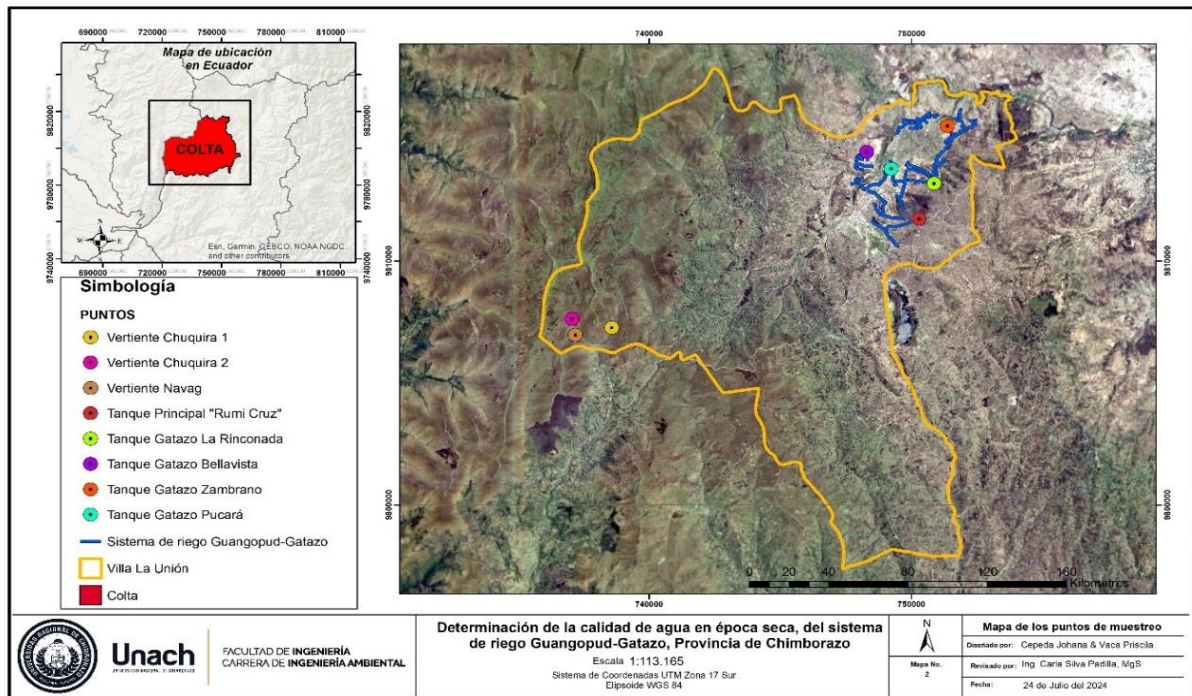 690000 720000 750000 780000 810000
Mapa de ubicación
en Ecuador
9820000
9780000
9740000
9820000
9780000
9740000
COLTA
N
W E
S
Esri, Garmin, GEBCO, NOAA NGDC,
and other contributors
690000 720000 750000 780000 810000
Simbología
PUNTOS
Vertiente Chuquira 1
Vertiente Chuquira 2
Vertiente Navag
Tanque Principal "Rumi Cruz"
Tanque Gatazo La Rinconada
Tanque Gatazo Bellavista
Tanque Gatazo Zambrano
Tanque Gatazo Pucará
Sistema de riego Guangopud-Gatazo
Villa La Unión
Colta
740000 750000
9810000
9800000
9810000
9800000
0 20 40 80 120 160
Kilometros
740000 750000
Unach
FACULTAD DE INGENIERÍA
CARRERA DE INGENIERÍA AMBIENTAL
Determinación de la calidad de agua en época seca, del sistema
de riego Guangopud-Gatazo, Provincia de Chimborazo
Escala 1:113.165
Sistema de Coordenadas UTM Zona 17 Sur
Elipsoide WGS 84
N
Mapa No.
2
Mapa de los puntos de muestreo
Diseñado por: Cepeda Johana & Vaca Priscila
Revisado por: Ing. Carla Silva Padilla, MgS
Fecha: 24 de Julio del 2024